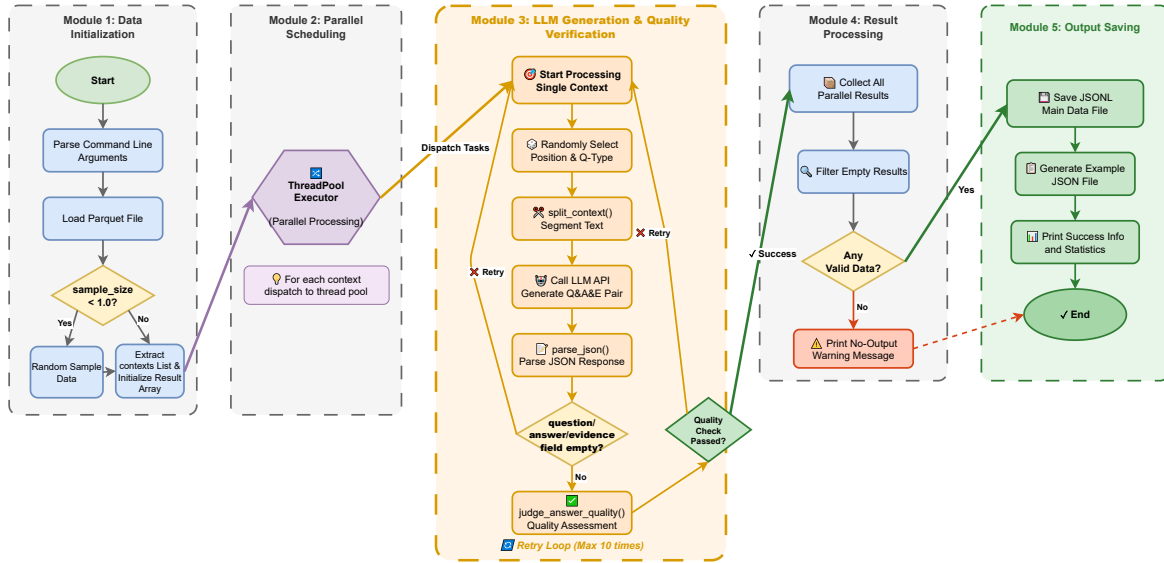 Module 1: Data
Initialization
Start
Parse Command Line
Arguments
Load Parquet File
sample_size
< 1.0?
Yes
No
Random Sample
Data
Extract
contexts List &
Initialize Result
Array
Module 2: Parallel
Scheduling
ThreadPool
Executor
(Parallel Processing)
For each context
dispatch to thread pool
Dispatch Tasks
Module 3: LLM Generation & Quality
Verification
Start Processing
Single Context
Randomly Select
Position & Q-Type
split_context()
Segment Text
Retry
Retry
Call LLM API
Generate Q&A&E Pair
parse_json()
Parse JSON Response
question/
answer/evidence
field empty?
No
judge_answer_quality()
Quality Assessment
Retry Loop (Max 10 times)
Quality
Check
Passed?
✓ Success
Module 4: Result
Processing
Collect All
Parallel Results
Filter Empty Results
Any
Valid Data?
Yes
No
Print No-Output
Warning Message
Module 5: Output Saving
Save JSONL
Main Data File
Generate Example
JSON File
Print Success Info
and Statistics
✓ End